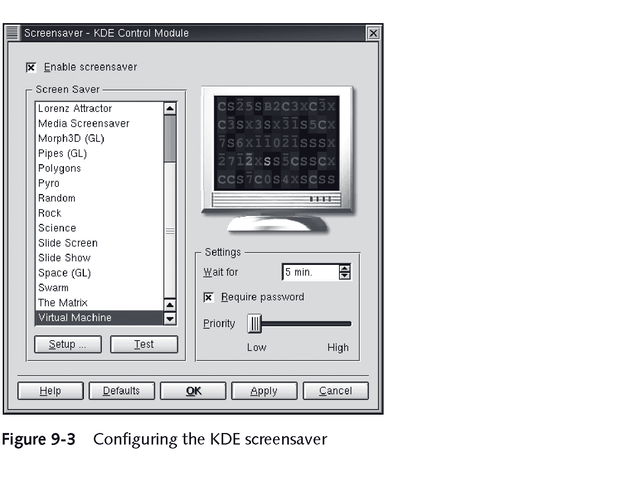 Screensaver - KDE Control Module
Enable screensaver
Screen Saver
Lorenz Attractor
Media Screensaver
Morph3D (GL)
Pipes (GL)
Polygons
Pyro
Random
Rock
Science
Slide Screen
Slide Show
Space (GL)
Swarm
The Matrix
Virtual Machine
Setup ...
Test
Settings
Wait for
5 min.
Require password
Priority
Low
High
Help
Defaults
OK
Apply
Cancel
Figure 9-3 Configuring the KDE screensaver